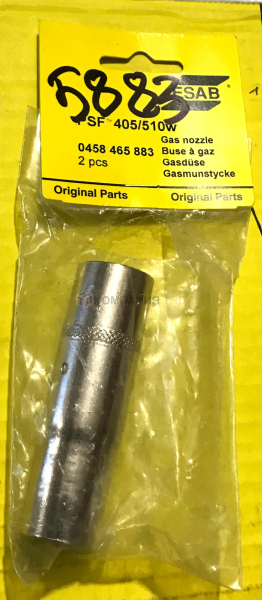 5883
ESAB
PSF™ 405/510w
Gas nozzle
0458 465 883 Buse à gaz
2 pcs Gasdüse
Gasmunstycke
Original Parts Original Parts